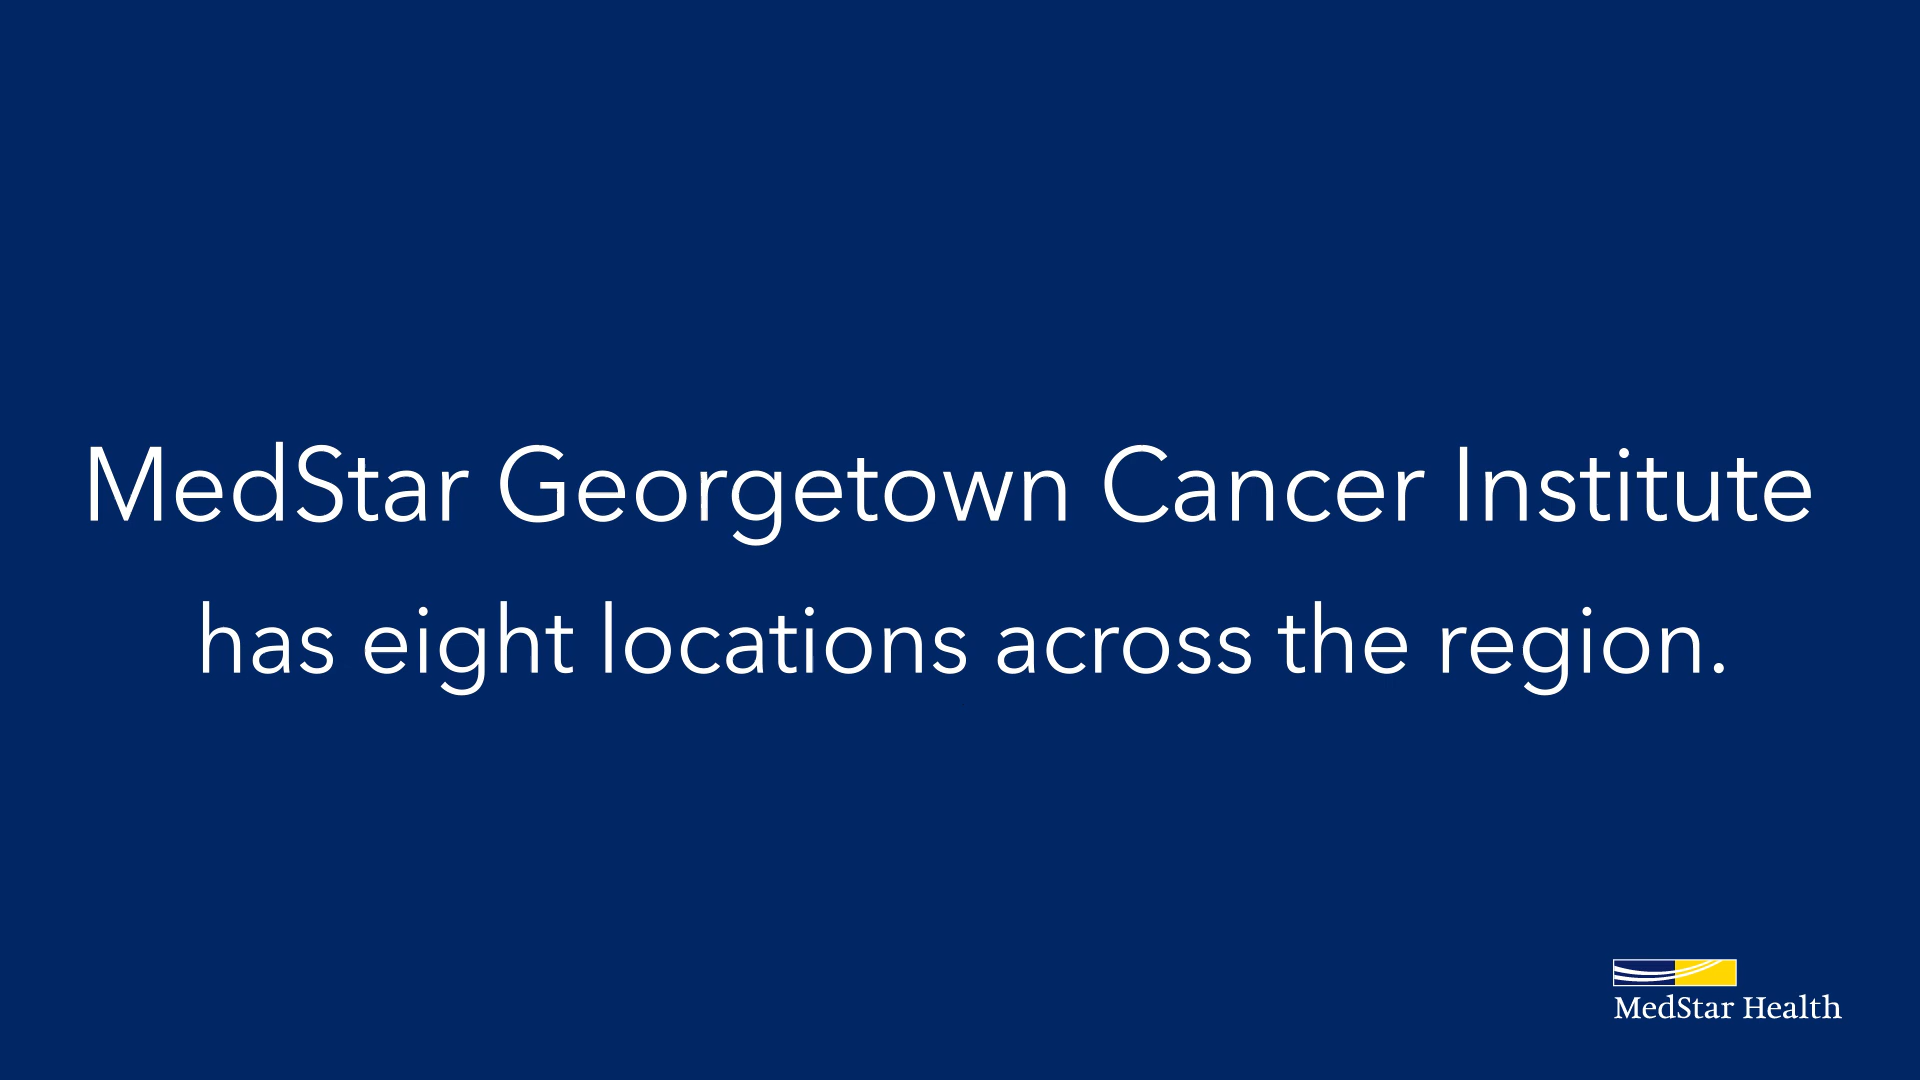 MedStar Georgetown Cancer Institute
has eight locations across the region.
MedStar Health